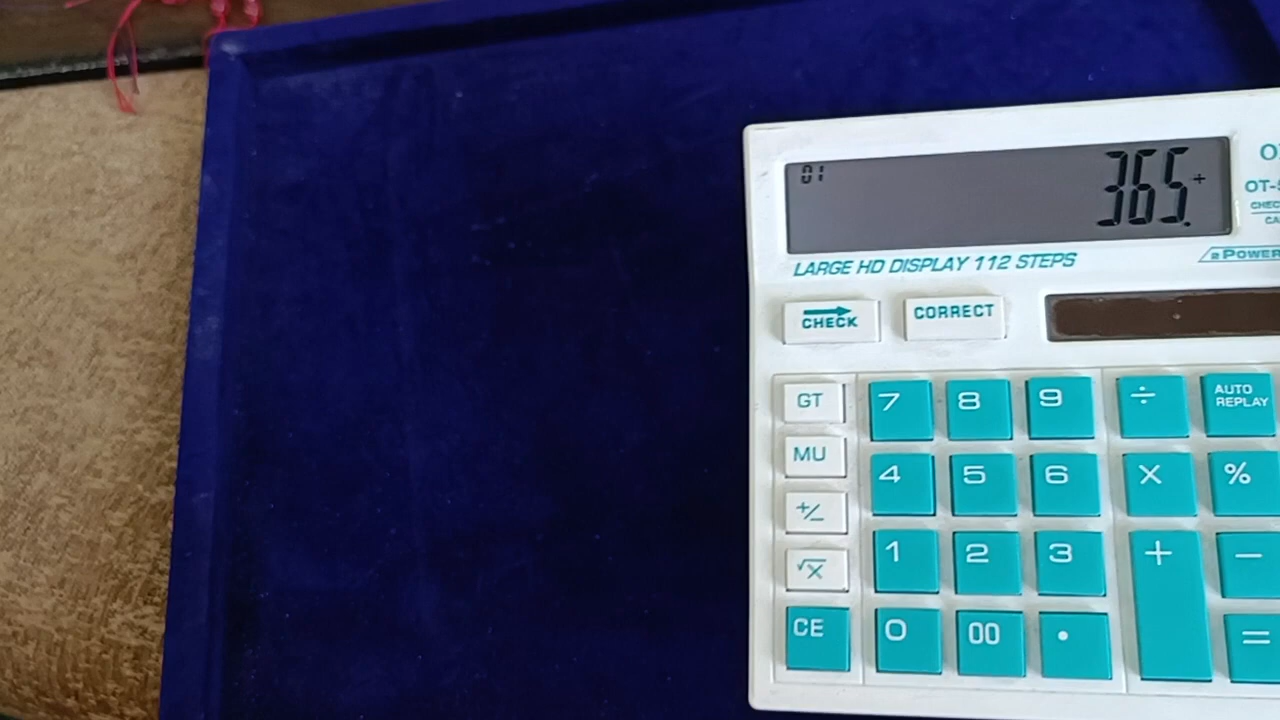 01 365.+
LARGE HD DISPLAY 112 STEPS
CHECK CORRECT
GT 7 8 9 ÷ AUTO REPLAY
MU 4 5 6 X %
+/− 1 2 3 + −
√X
CE 0 00 • =